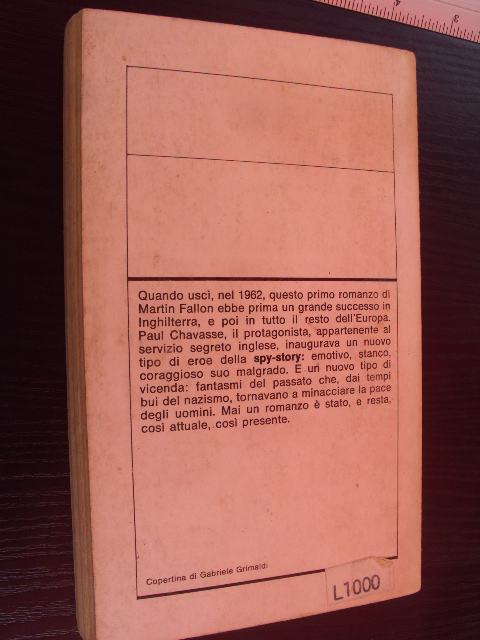 Quando uscì, nel 1962, questo primo romanzo di
Martin Fallon ebbe prima un grande successo in
Inghilterra, e poi in tutto il resto dell'Europa.
Paul Chavasse, il protagonista, appartenente al
servizio segreto inglese, inaugurava un nuovo
tipo di eroe della spy-story: emotivo, stanco,
coraggioso suo malgrado. E un nuovo tipo di
vicenda: fantasmi del passato che, dai tempi
bui del nazismo, tornavano a minacciare la pace
degli uomini. Mai un romanzo è stato, e resta,
così attuale, così presente.
Copertina di Gabriele Grimaldi
L1000